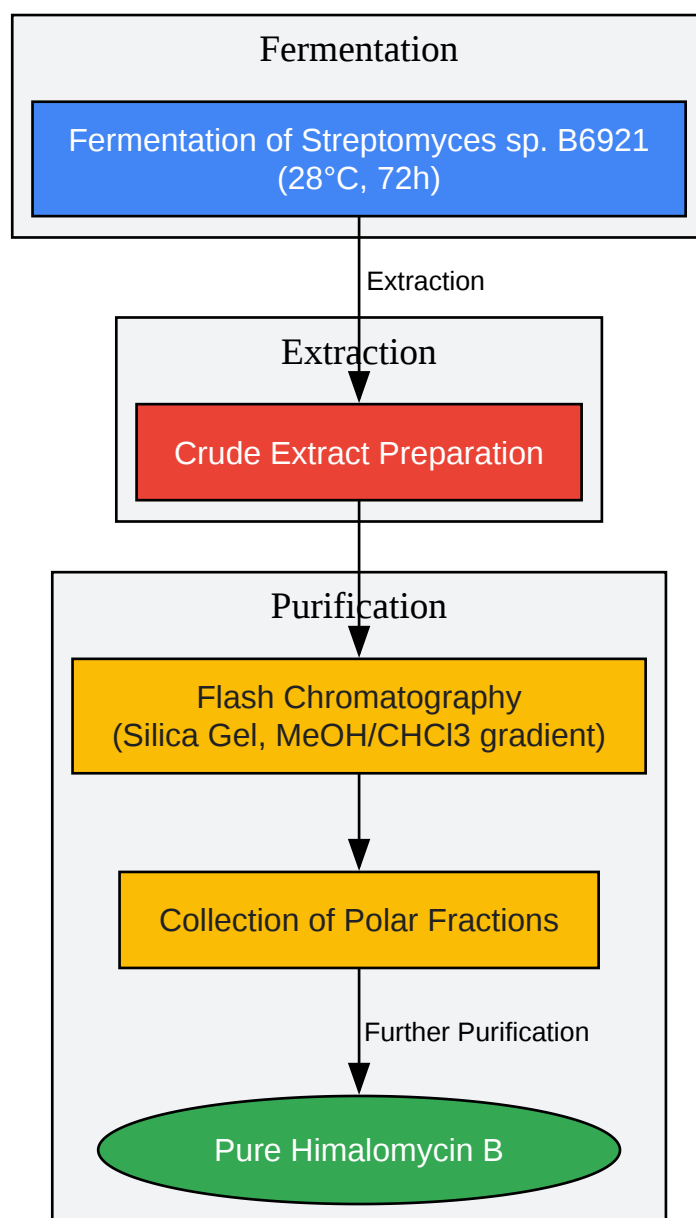 Fermentation
Fermentation of Streptomyces sp. B6921
(28°C, 72h)
Extraction
Extraction
Crude Extract Preparation
Purification
Flash Chromatography
(Silica Gel, MeOH/CHCl3 gradient)
Collection of Polar Fractions
Further Purification
Pure Himalomycin B